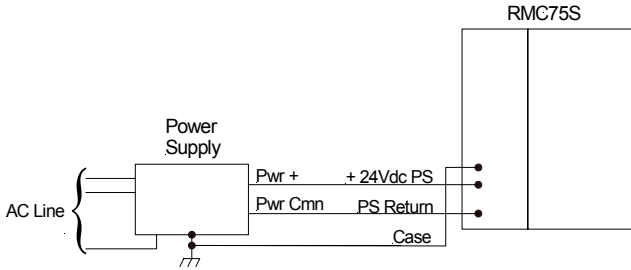 RMC75S
Power
Supply
Pwr + + 24Vdc PS
AC Line
Pwr Cmn PS Return
Case